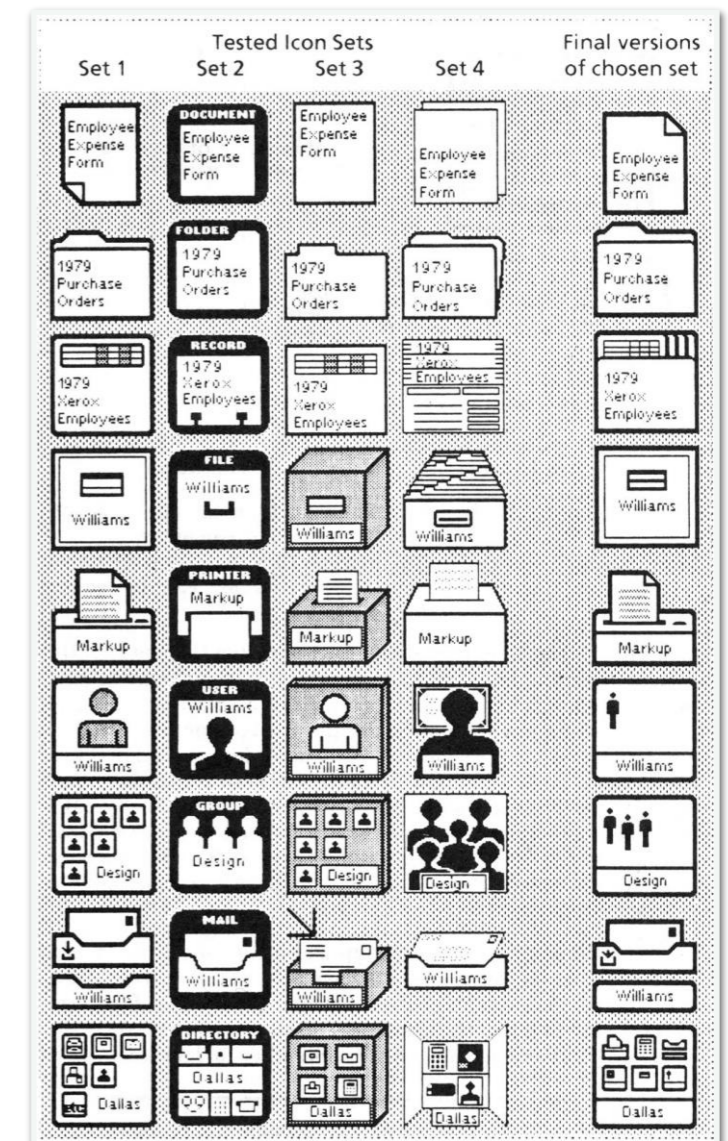 Tested Icon Sets
Final versions
of chosen set
Set 1
Set 2
Set 3
Set 4
Employee
Expense
Form
DOCUMENT
Employee
Expense
Form
Employee
Expense
Form
Employee
Expense
Form
Employee
Expense
Form
1979
Purchase
Orders
FOLDER
1979
Purchase
Orders
1979
Purchase
Orders
1979
Purchase
Orders
1979
Purchase
Orders
1979
Xerox
Employees
RECORD
1979
Xerox
Employees
1979
Xerox
Employees
1979
Xerox
Employees
1979
Xerox
Employees
Williams
FILE
Williams
Williams
Williams
Williams
Markup
PRINTER
Markup
Markup
Markup
Markup
Williams
USER
Williams
Williams
Williams
Williams
Design
GROUP
Design
Design
Design
Design
Williams
MAIL
Williams
Williams
Williams
Williams
etc Dallas
DIRECTORY
Dallas
Dallas
Dallas
Dallas